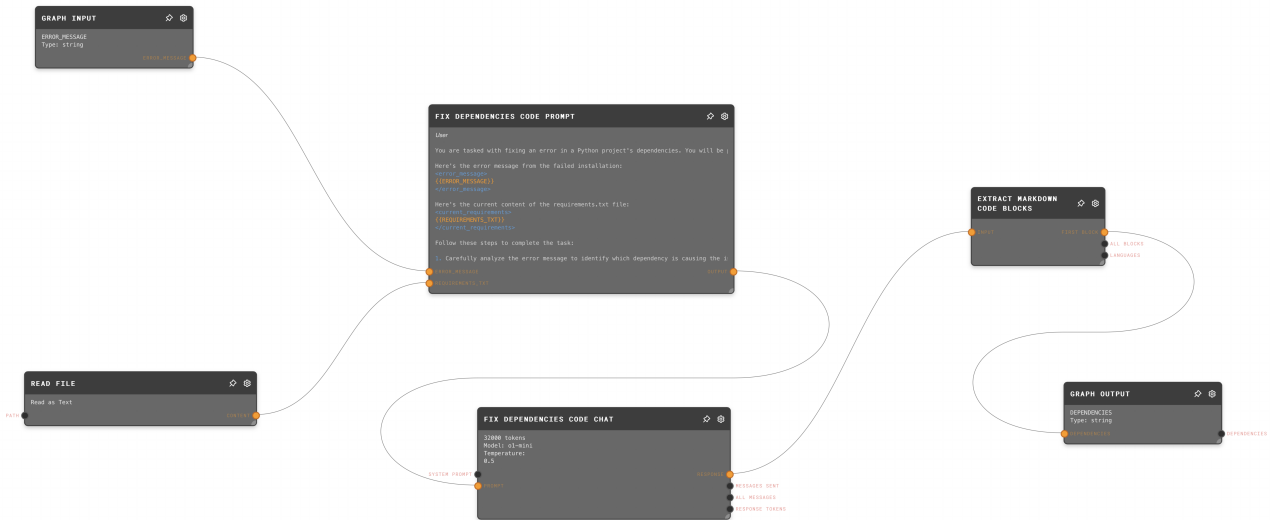 GRAPH INPUT
ERROR_MESSAGE
Type: string
ERROR_MESSAGE
FIX DEPENDENCIES CODE PROMPT
User
You are tasked with fixing an error in a Python project's dependencies. You will be
Here's the error message from the failed installation:
<error_message>
{{ERROR_MESSAGE}}
</error_message>
Here's the current content of the requirements.txt file:
<current_requirements>
{{REQUIREMENTS_TXT}}
</current_requirements>
Follow these steps to complete the task:
1. Carefully analyze the error message to identify which dependency is causing the
ERROR_MESSAGE
OUTPUT
REQUIREMENTS_TXT
EXTRACT MARKDOWN
CODE BLOCKS
INPUT
FIRST BLOCK
ALL BLOCKS
LANGUAGES
READ FILE
Read as Text
PATH
CONTENT
FIX DEPENDENCIES CODE CHAT
32000 tokens
Model: o1-mini
Temperature:
0.5
SYSTEM PROMPT
PROMPT
RESPONSE
MESSAGES SENT
ALL MESSAGES
RESPONSE TOKENS
GRAPH OUTPUT
DEPENDENCIES
Type: string
DEPENDENCIES
DEPENDENCIES